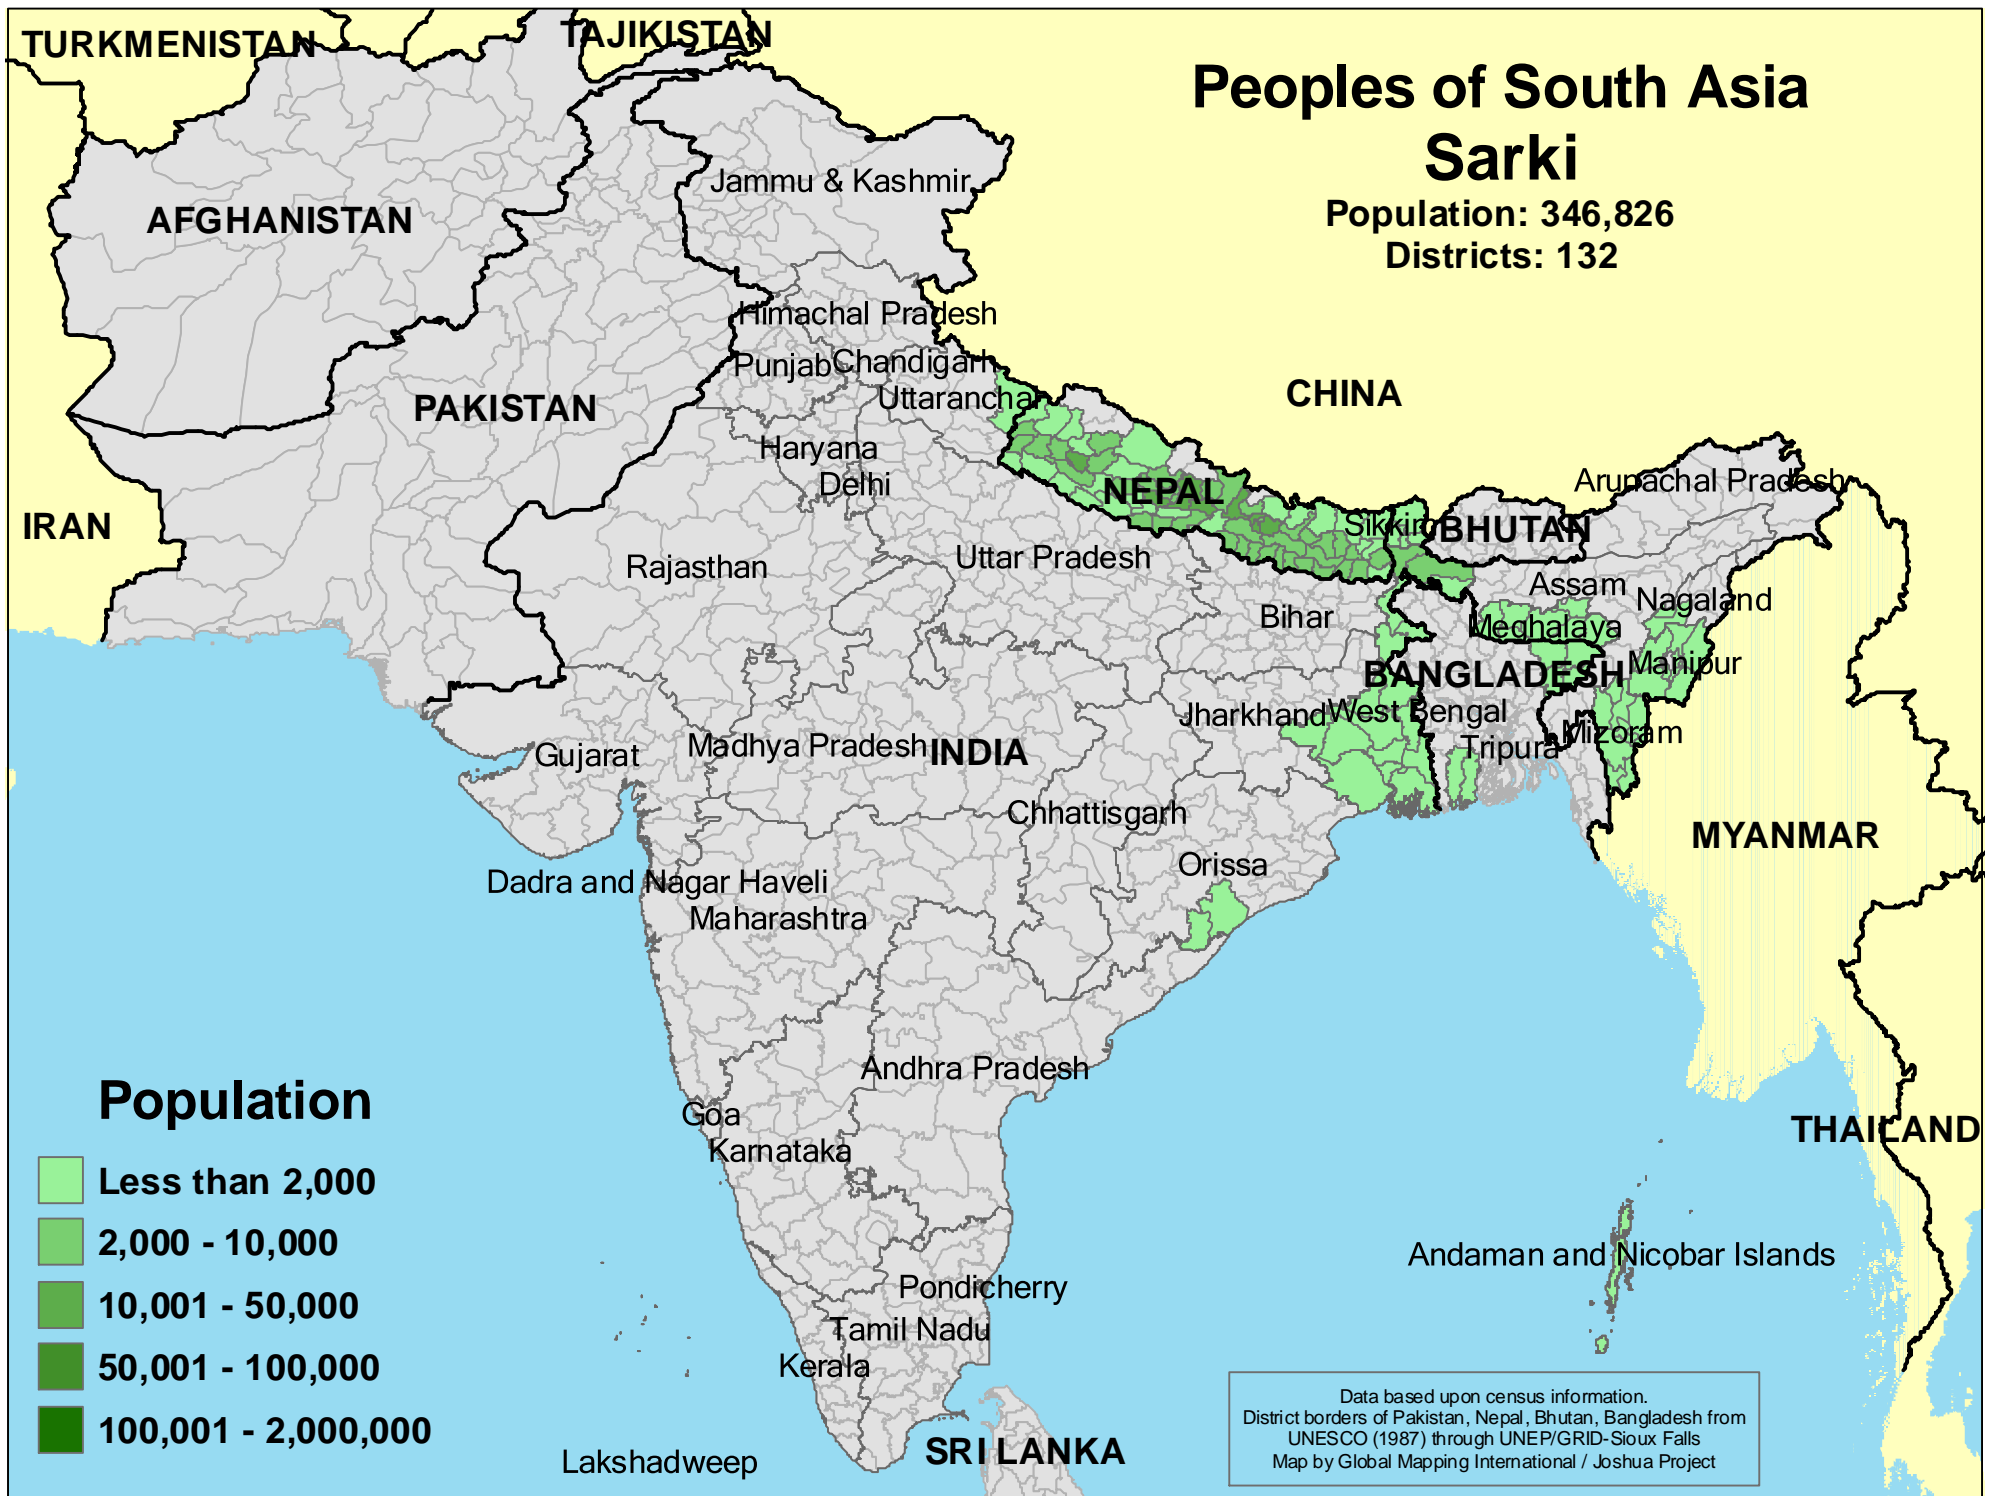 TURKMENISTAN
TAJIKISTAN
Peoples of South Asia
Sarki
Population: 346,826
Districts: 132
Jammu & Kashmir
AFGHANISTAN
Himachal Pradesh
Punjab
Chandigarh
Uttaranchal
CHINA
PAKISTAN
Haryana
Delhi
NEPAL
Arunachal Pradesh
IRAN
Sikkim
BHUTAN
Rajasthan
Uttar Pradesh
Assam
Nagaland
Bihar
Meghalaya
BANGLADESH
Manipur
Jharkhand
West Bengal
Mizoram
Tripura
Gujarat
Madhya Pradesh
INDIA
Chhattisgarh
MYANMAR
Orissa
Dadra and Nagar Haveli
Maharashtra
Andhra Pradesh
Goa
Karnataka
THAILAND
Population
Less than 2,000
2,000 - 10,000
10,001 - 50,000
50,001 - 100,000
100,001 - 2,000,000
Andaman and Nicobar Islands
Pondicherry
Tamil Nadu
Kerala
Lakshadweep
SRI LANKA
Data based upon census information.
District borders of Pakistan, Nepal, Bhutan, Bangladesh from
UNESCO (1987) through UNEP/GRID-Sioux Falls
Map by Global Mapping International / Joshua Project